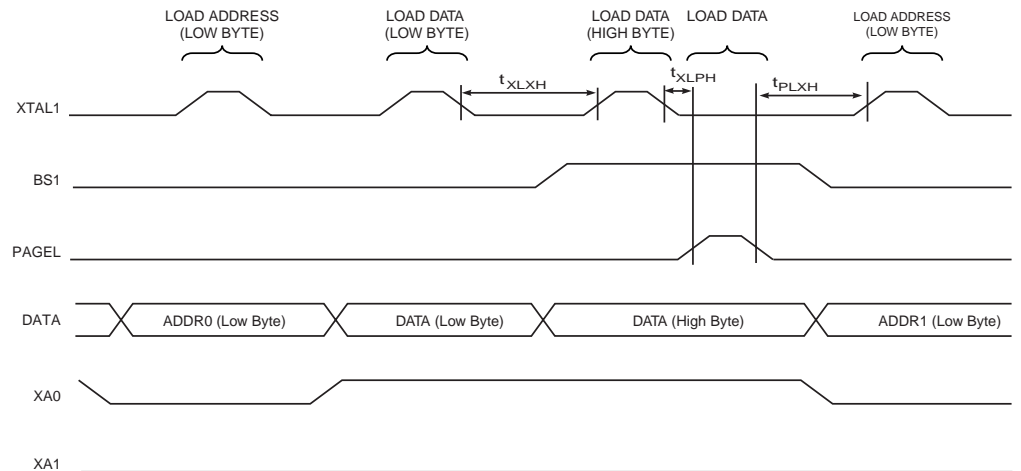 LOAD ADDRESS
(LOW BYTE)
LOAD DATA
(LOW BYTE)
LOAD DATA
(HIGH BYTE)
LOAD DATA
LOAD ADDRESS
(LOW BYTE)
tXLXH
tXLPH
tPLXH
XTAL1
BS1
PAGEL
DATA
ADDR0 (Low Byte)
DATA (Low Byte)
DATA (High Byte)
ADDR1 (Low Byte)
XA0
XA1